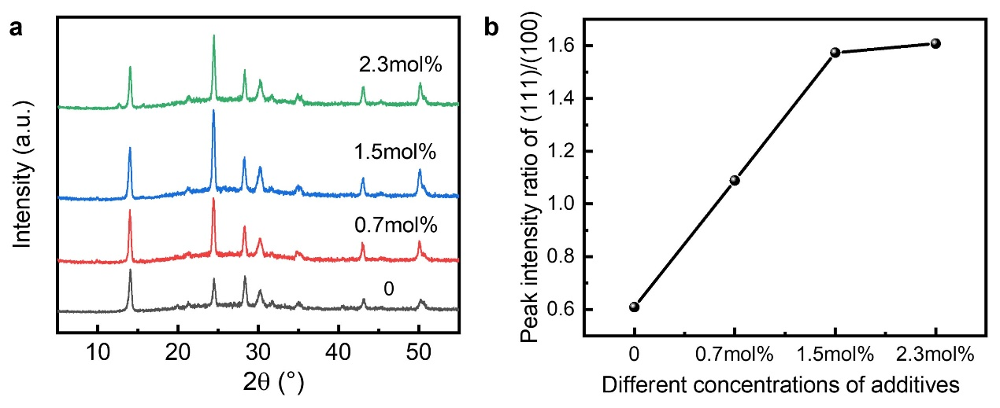 a
2.3mol%
1.5mol%
0.7mol%
0
Intensity (a.u.)
10 20 30 40 50
2θ (°)
b
Peak intensity ratio of (111)/(100)
1.6
1.4
1.2
1.0
0.8
0.6
0 0.7mol% 1.5mol% 2.3mol%
Different concentrations of additives